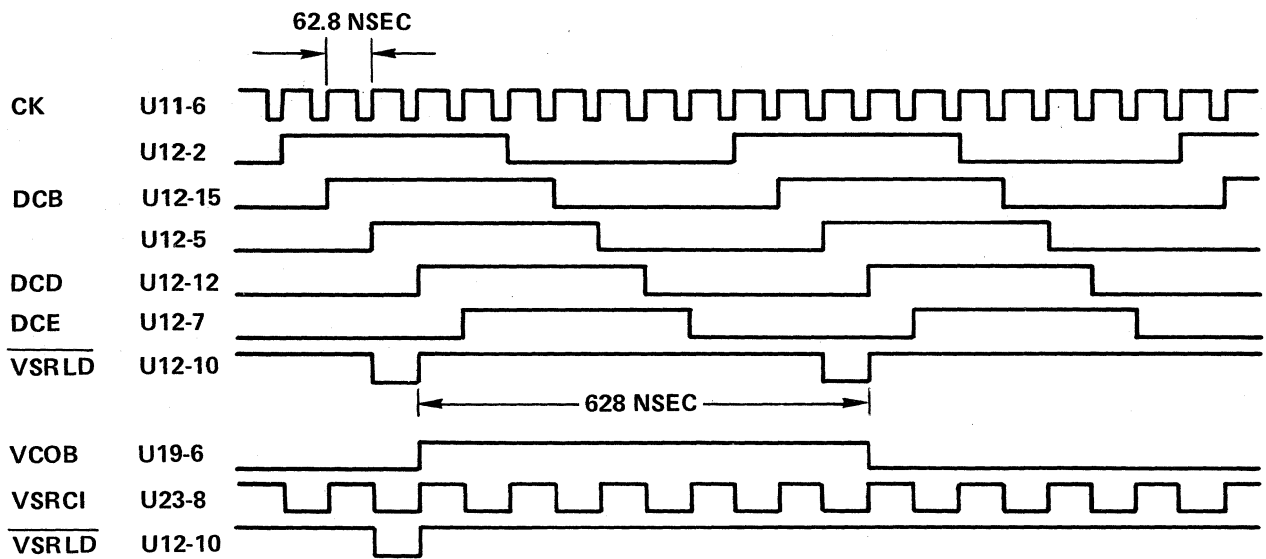 62.8 NSEC
CK U11-6
U12-2
DCB U12-15
U12-5
DCD U12-12
DCE U12-7
VSRLD U12-10
628 NSEC
VCOB U19-6
VSRCI U23-8
VSRLD U12-10